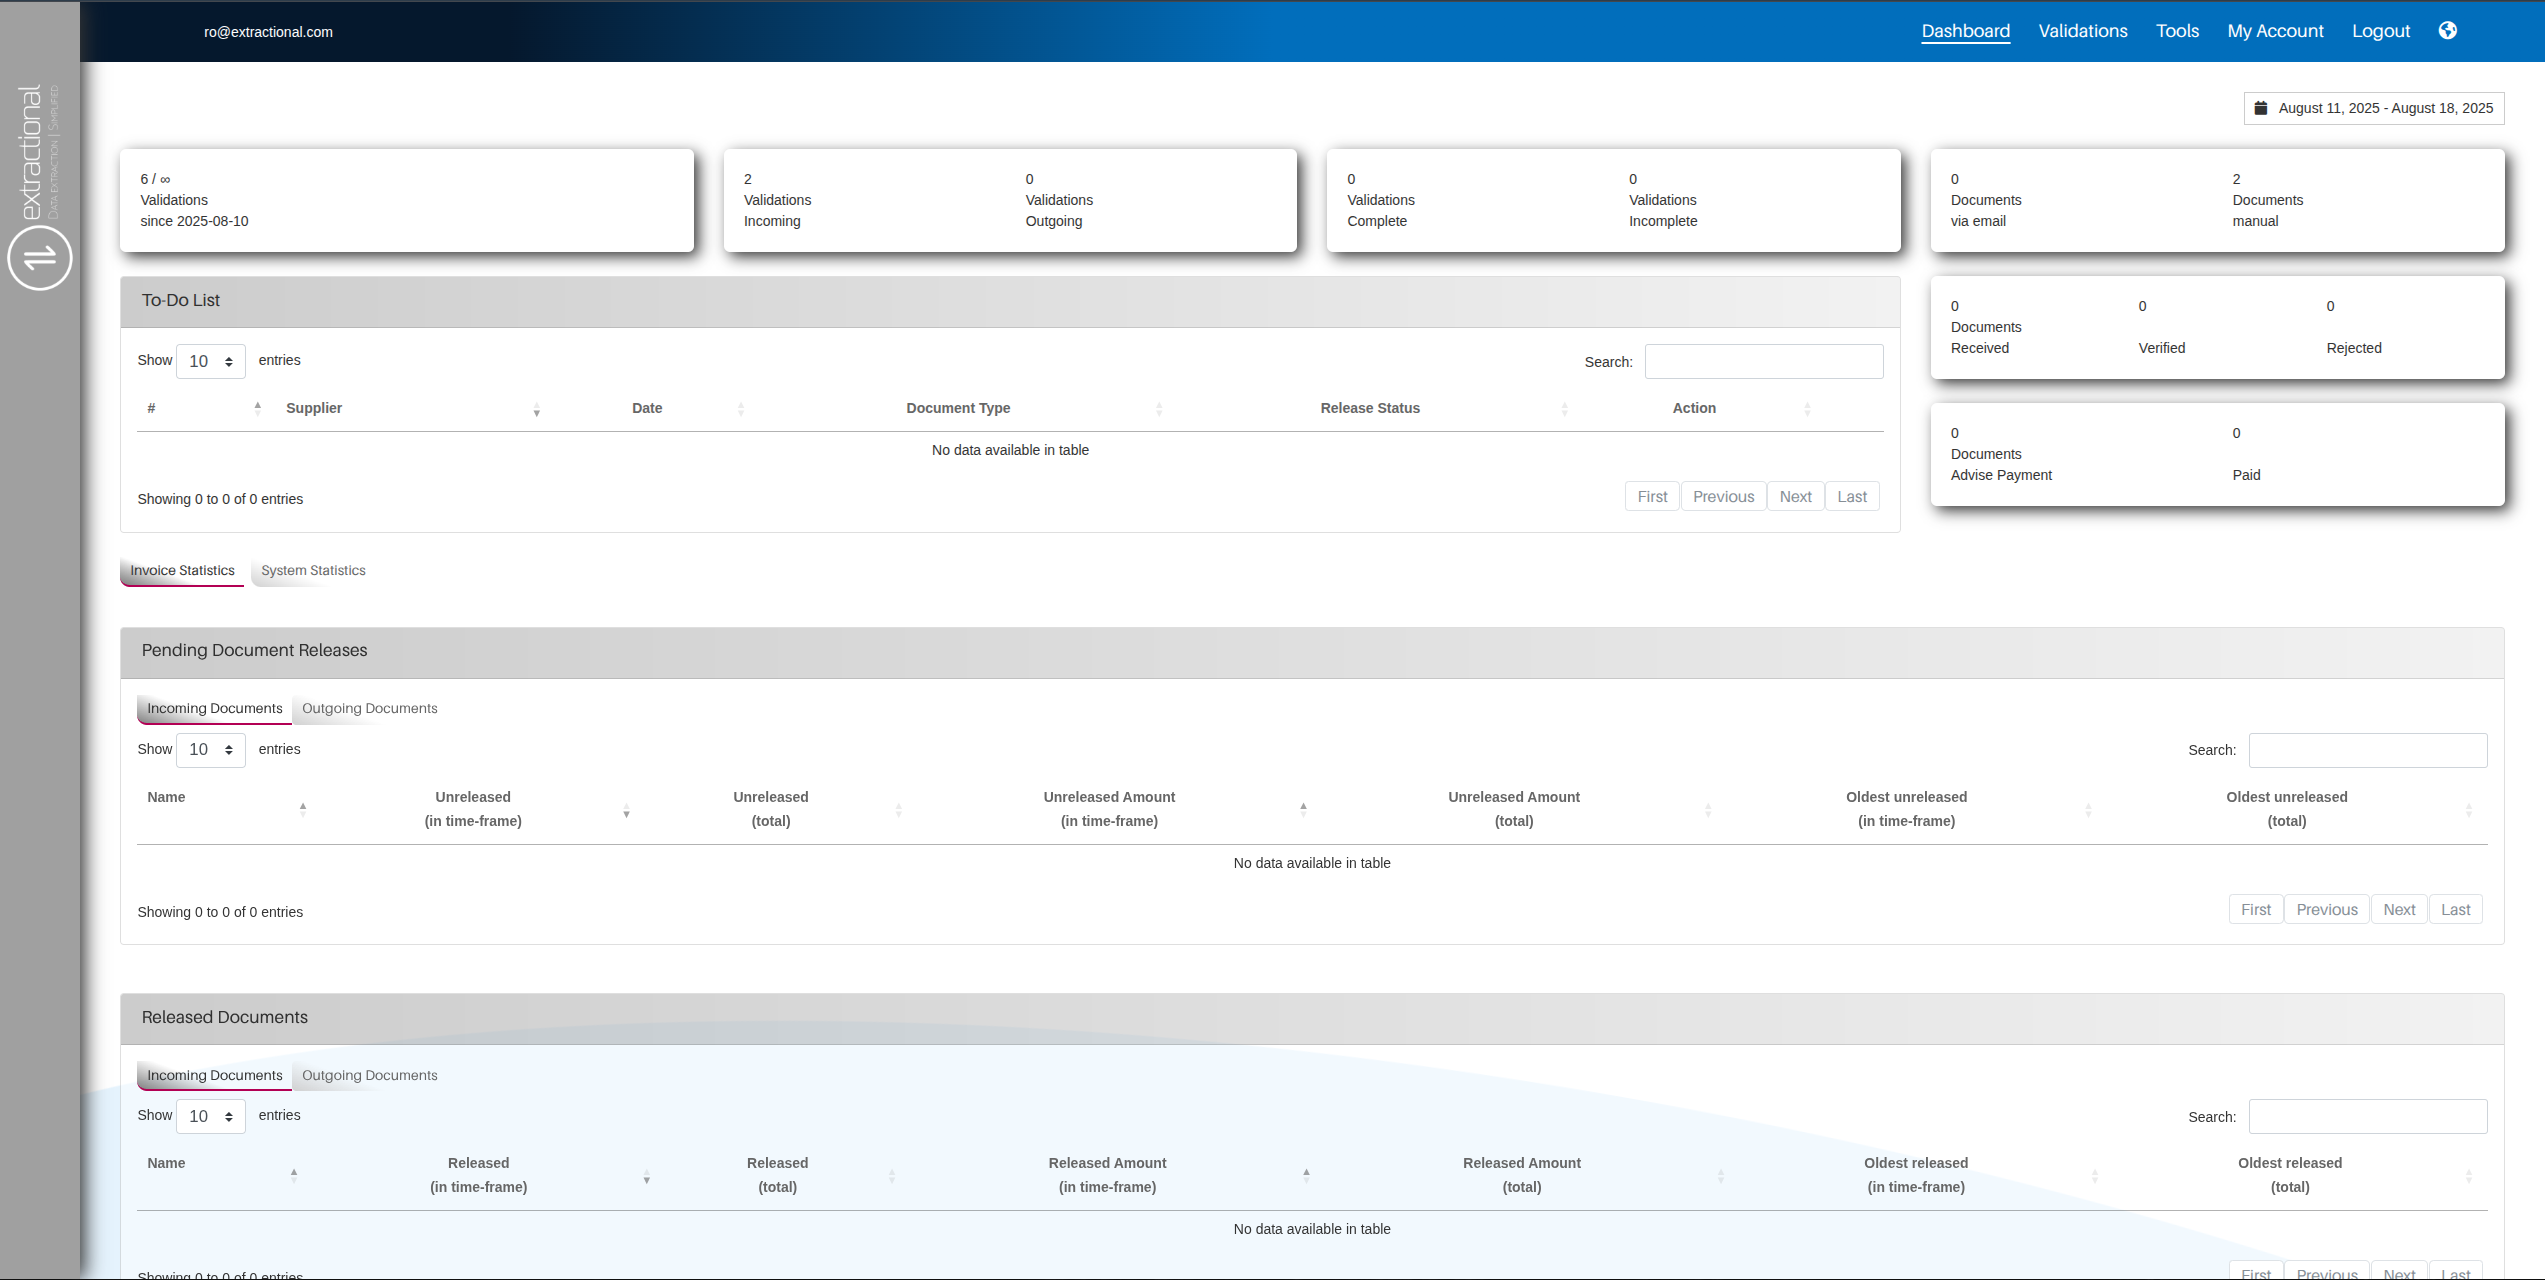 ro@extractional.com
Dashboard Validations Tools My Account Logout
extractional
DATA EXTRACTION | SIMPLIFIED
August 11, 2025 - August 18, 2025
6 / ∞
Validations
since 2025-08-10
2
Validations
Incoming
0
Validations
Outgoing
0
Validations
Complete
0
Validations
Incomplete
0
Documents
via email
2
Documents
manual
To-Do List
Show 10 entries
Search:
# Supplier Date Document Type Release Status Action
No data available in table
Showing 0 to 0 of 0 entries
First Previous Next Last
0
Documents
Received
0
Verified
0
Rejected
0
Documents
Advise Payment
0
Paid
Invoice Statistics System Statistics
Pending Document Releases
Incoming Documents Outgoing Documents
Show 10 entries
Search:
Name Unreleased Unreleased Unreleased Amount Unreleased Amount Oldest unreleased Oldest unreleased
(in time-frame) (total) (in time-frame) (total) (in time-frame) (total)
No data available in table
Showing 0 to 0 of 0 entries
First Previous Next Last
Released Documents
Incoming Documents Outgoing Documents
Show 10 entries
Search:
Name Released Released Released Amount Released Amount Oldest released Oldest released
(in time-frame) (total) (in time-frame) (total) (in time-frame) (total)
No data available in table
Showing 0 to 0 of 0 entries
First Previous Next Last